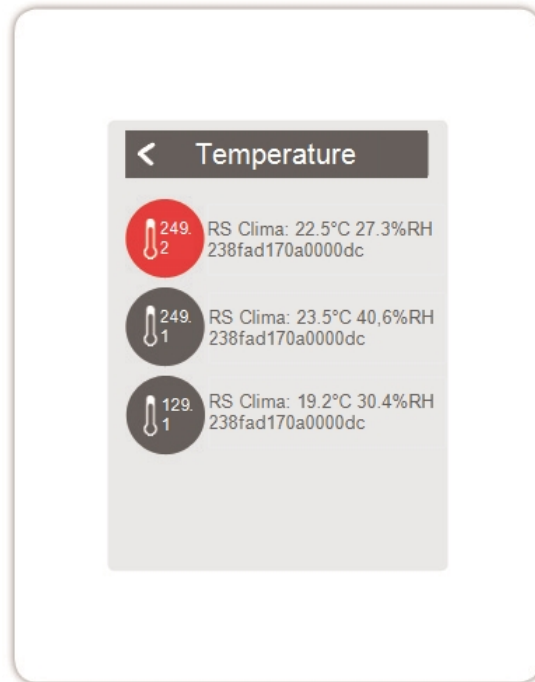 Temperature
249.
2
RS Clima: 22.5°C 27.3%RH
238fad170a0000dc
249.
1
RS Clima: 23.5°C 40,6%RH
238fad170a0000dc
129.
1
RS Clima: 19.2°C 30.4%RH
238fad170a0000dc